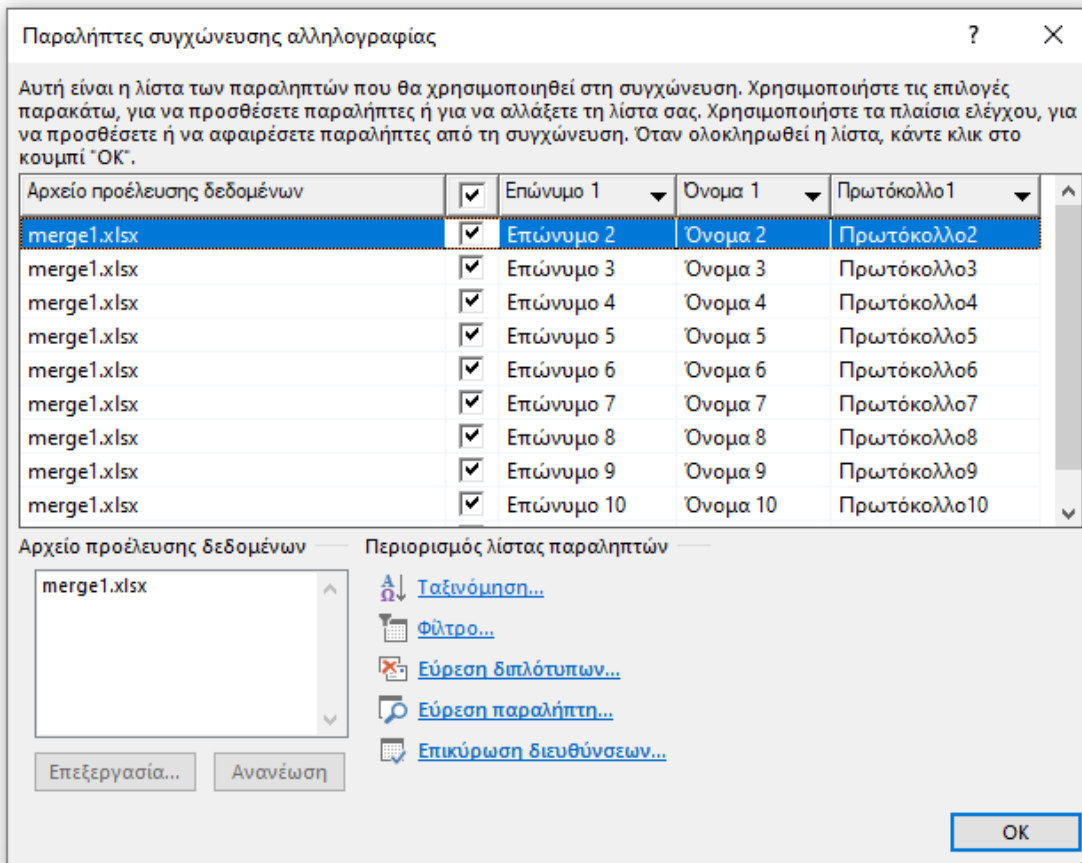 Παραλήπτες συγχώνευσης αλληλογραφίας ?
Αυτή είναι η λίστα των παραληπτών που θα χρησιμοποιηθεί στη συγχώνευση. Χρησιμοποιήστε τις επιλογές
παρακάτω, για να προσθέσετε παραλήπτες ή για να αλλάξετε τη λίστα σας. Χρησιμοποιήστε τα πλαίσια ελέγχου, για
να προσθέσετε ή να αφαιρέσετε παραλήπτες από τη συγχώνευση. Όταν ολοκληρωθεί η λίστα, κάντε κλικ στο
κουμπί "OK".
Αρχείο προέλευσης δεδομένων Επώνυμο 1 Όνομα 1 Πρωτόκολλο1
merge1.xlsx Επώνυμο 2 Όνομα 2 Πρωτόκολλο2
merge1.xlsx Επώνυμο 3 Όνομα 3 Πρωτόκολλο3
merge1.xlsx Επώνυμο 4 Όνομα 4 Πρωτόκολλο4
merge1.xlsx Επώνυμο 5 Όνομα 5 Πρωτόκολλο5
merge1.xlsx Επώνυμο 6 Όνομα 6 Πρωτόκολλο6
merge1.xlsx Επώνυμο 7 Όνομα 7 Πρωτόκολλο7
merge1.xlsx Επώνυμο 8 Όνομα 8 Πρωτόκολλο8
merge1.xlsx Επώνυμο 9 Όνομα 9 Πρωτόκολλο9
merge1.xlsx Επώνυμο 10 Όνομα 10 Πρωτόκολλο10
Αρχείο προέλευσης δεδομένων
merge1.xlsx
Επεξεργασία... Ανανέωση
Περιορισμός λίστας παραληπτών
Ταξινόμηση...
Φίλτρο...
Εύρεση διπλότυπων...
Εύρεση παραλήπτη...
Επικύρωση διευθύνσεων...
OK